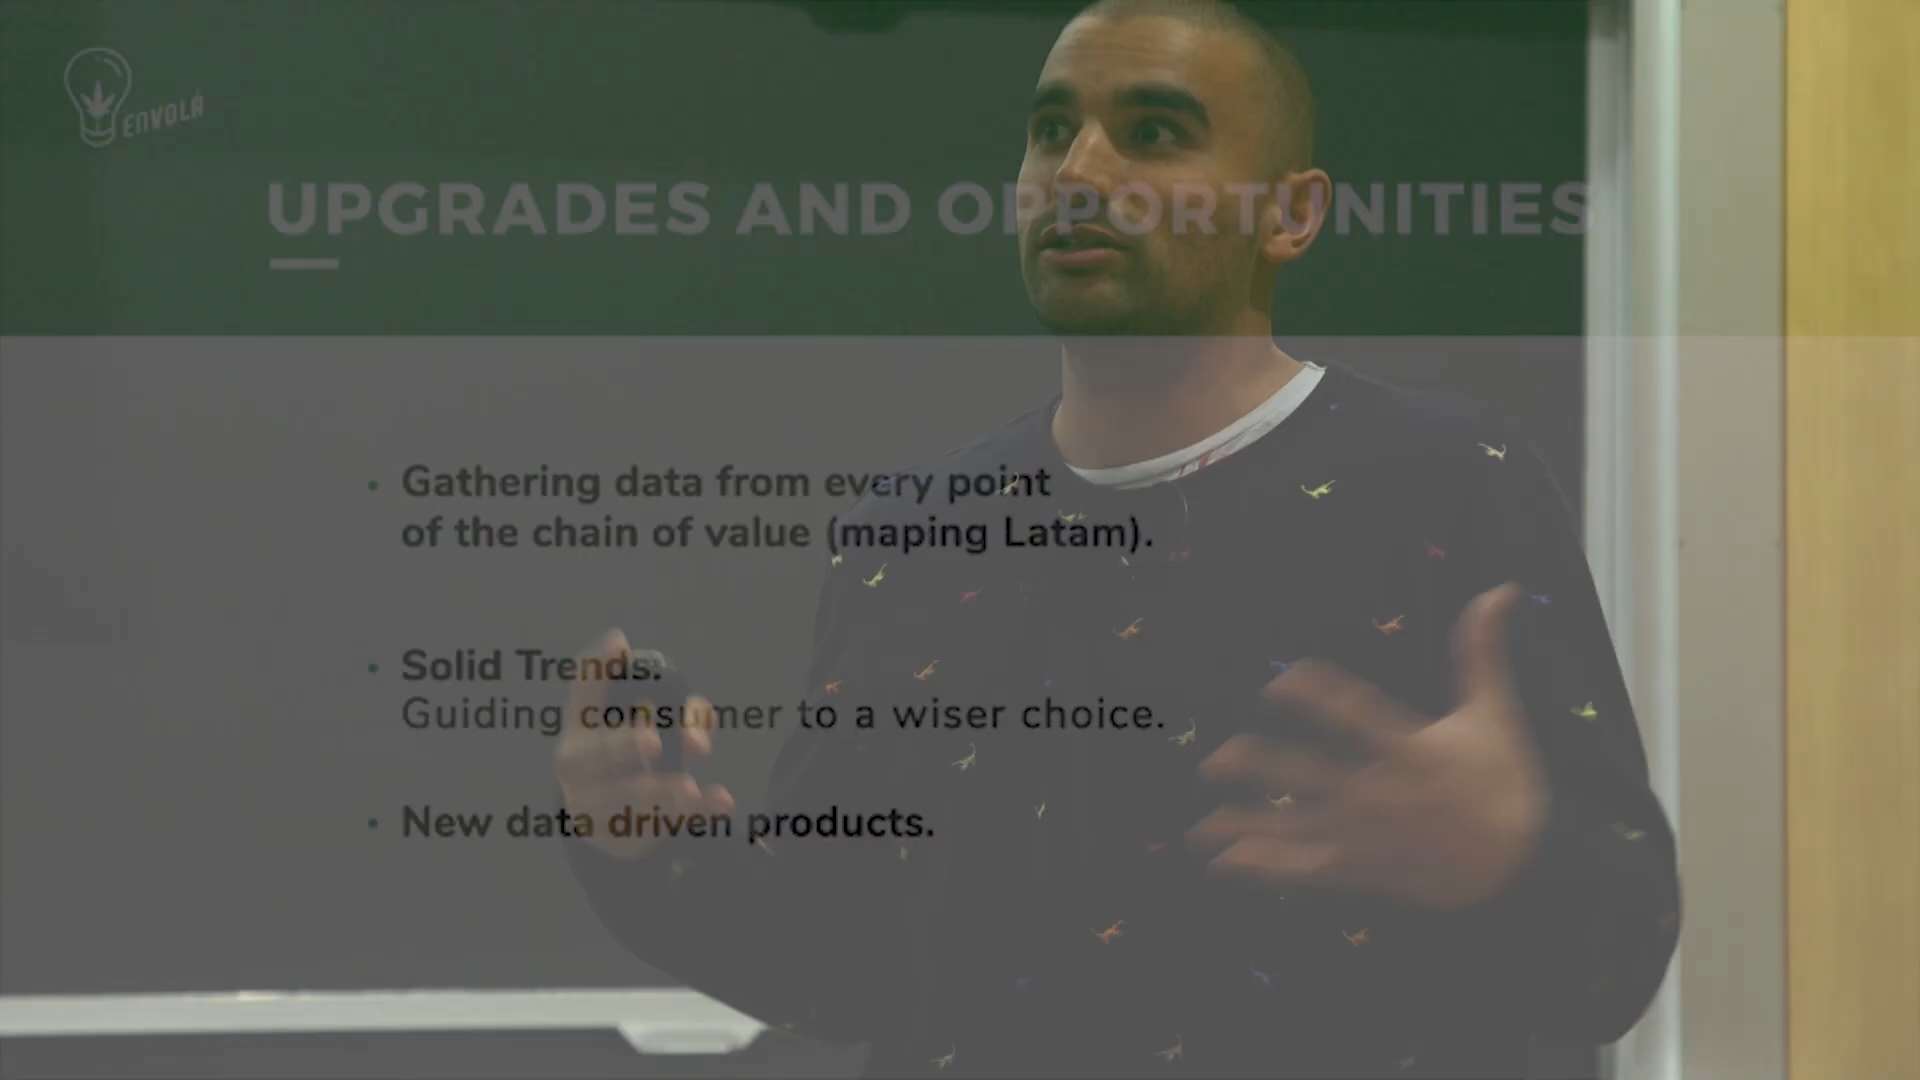 ENVOLÁ
UPGRADES AND OPPORTUNITIES
• Gathering data from every point
of the chain of value (maping Latam).
• Solid Trends.
Guiding consumer to a wiser choice.
• New data driven products.